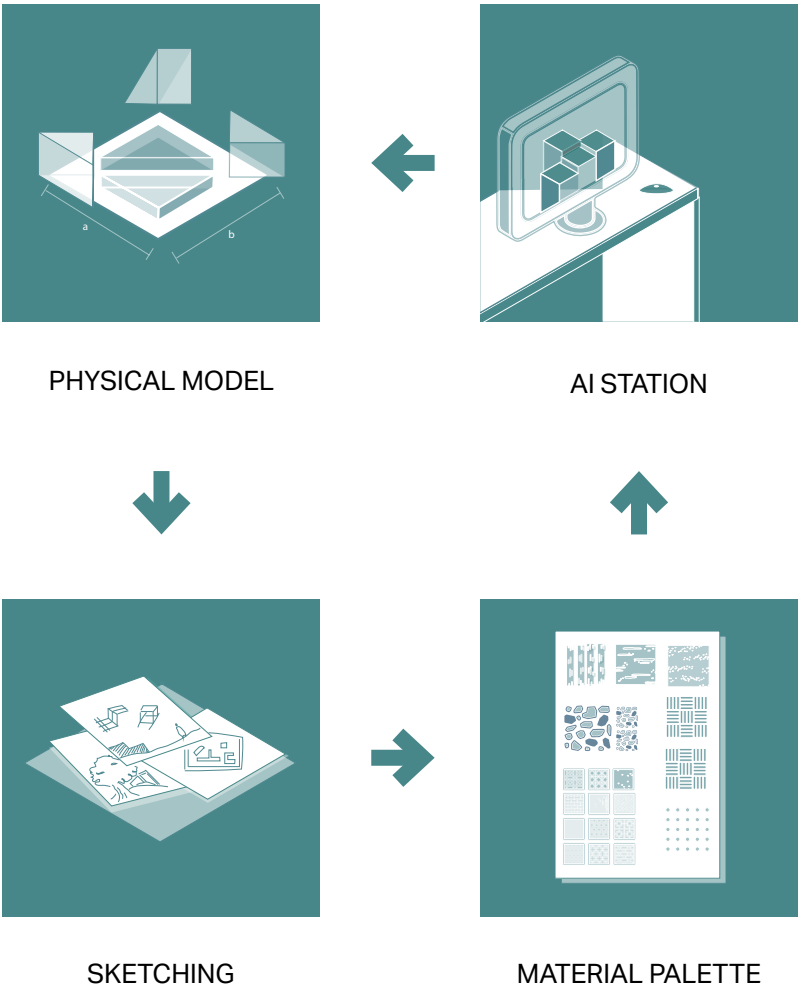 a
b
PHYSICAL MODEL
AI STATION
SKETCHING
MATERIAL PALETTE